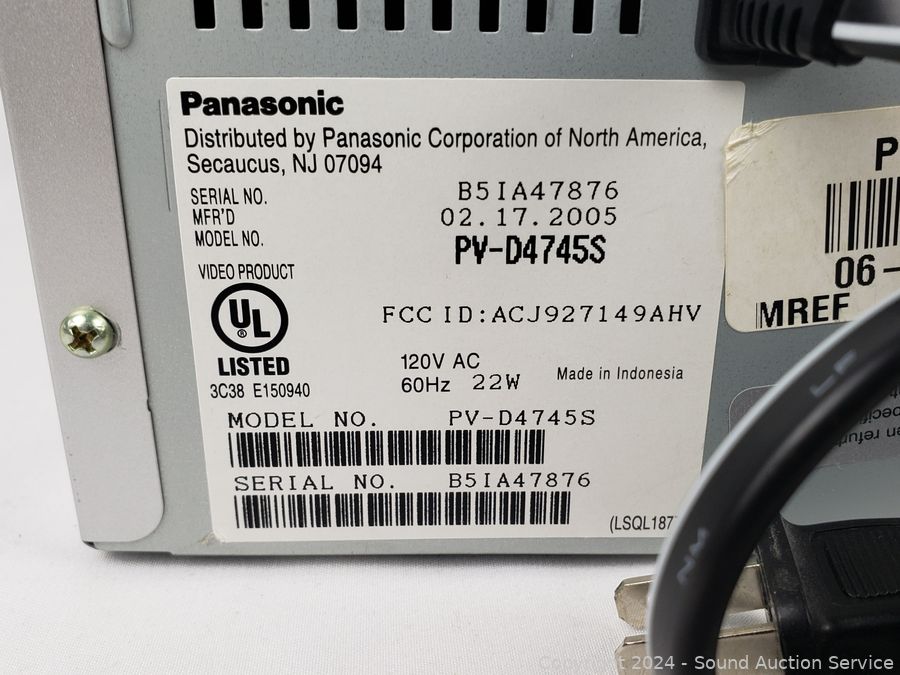 Panasonic
Distributed by Panasonic Corporation of North America,
Secaucus, NJ 07094
SERIAL NO. B5IA47876
MFR'D 02.17.2005
MODEL NO. PV-D4745S
VIDEO PRODUCT
UL
®
LISTED
3C38 E150940
FCC ID:ACJ927149AHV
120V AC
60Hz 22W
Made in Indonesia
MODEL NO. PV-D4745S
SERIAL NO. B5IA47876
(LSQL187
P
06-
MREF
Copyright 2024 - Sound Auction Service